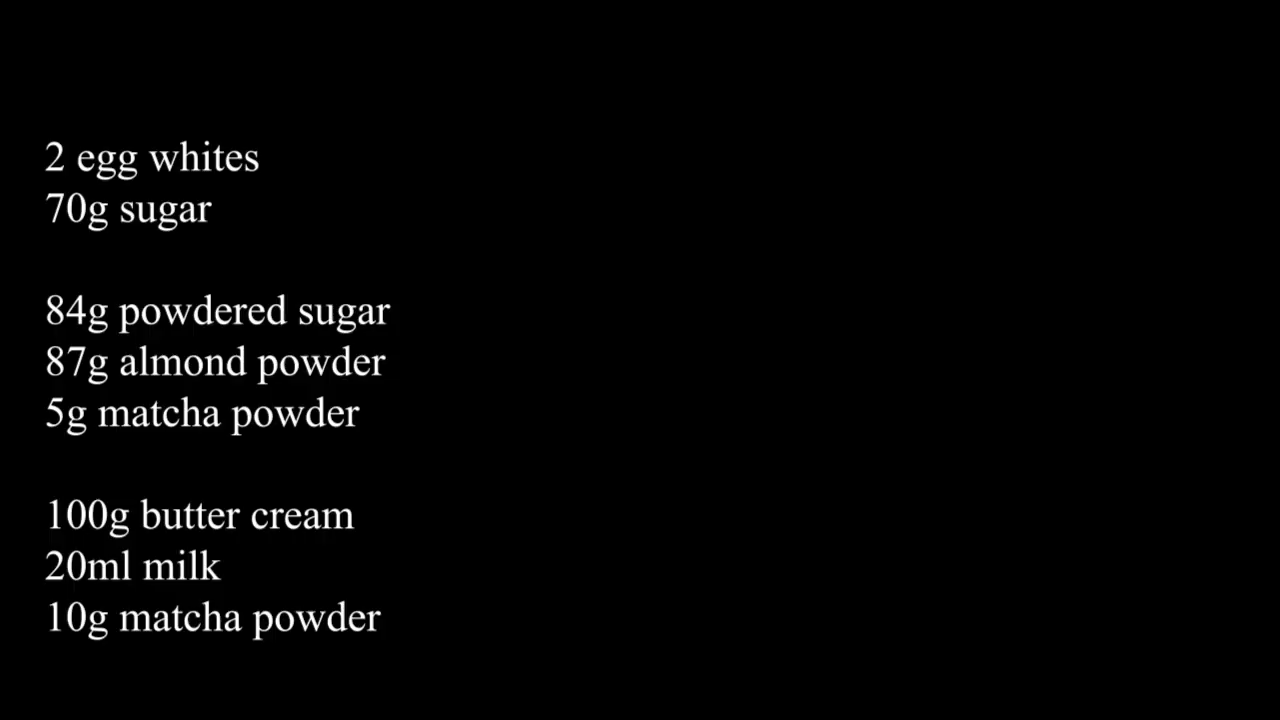 2 egg whites
70g sugar
84g powdered sugar
87g almond powder
5g matcha powder
100g butter cream
20ml milk
10g matcha powder